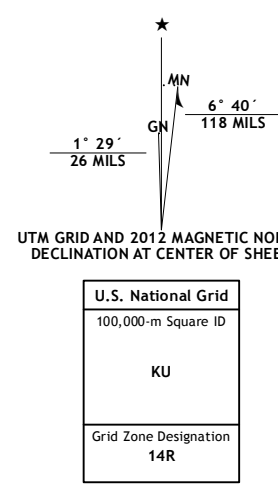 ★
MN
GN
6° 40´
118 MILS
1° 29´
26 MILS
UTM GRID AND 2012 MAGNETIC NO
DECLINATION AT CENTER OF SHEE
U.S. National Grid
100,000-m Square ID
KU
Grid Zone Designation
14R